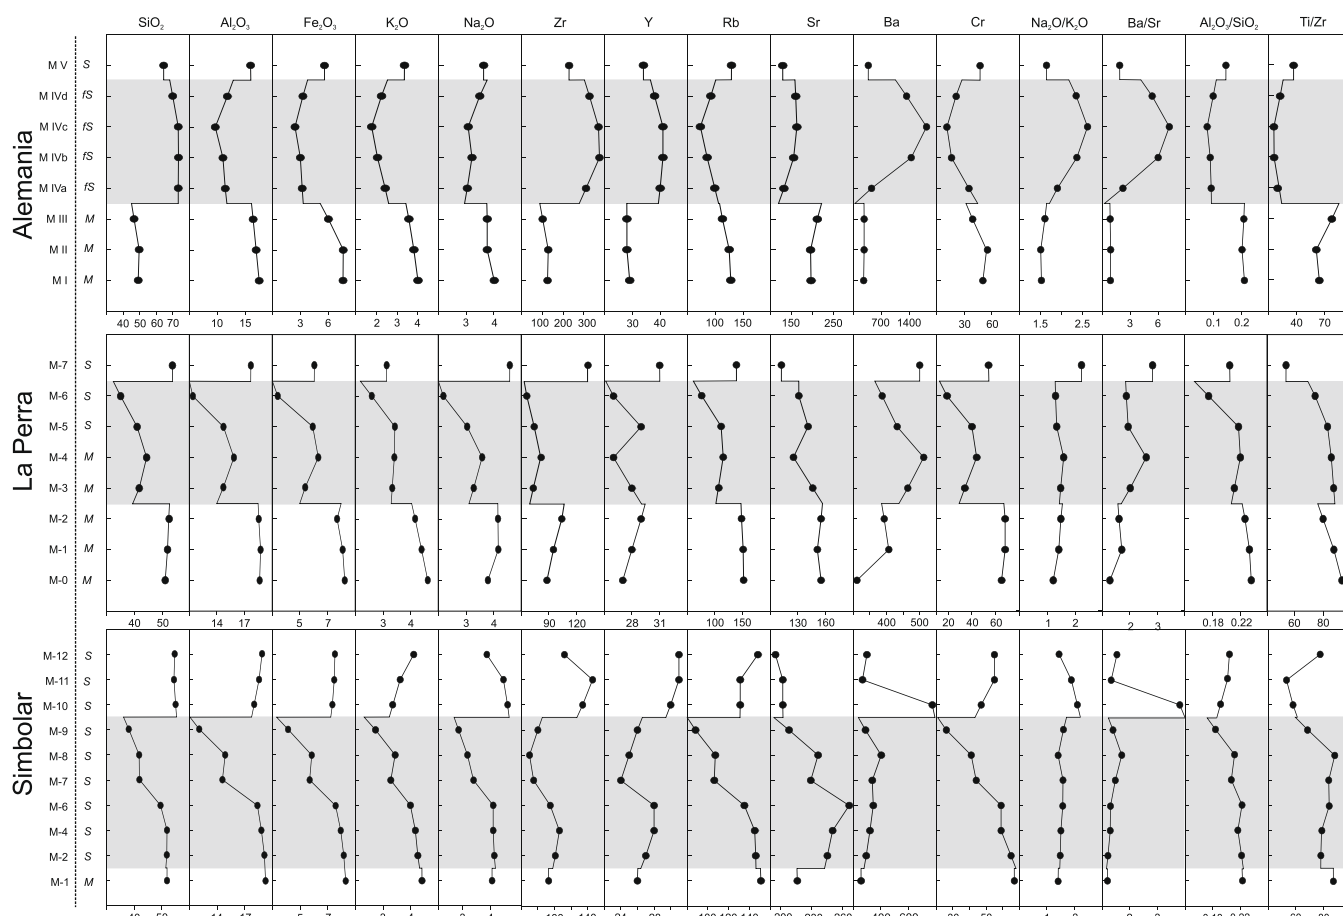 SiO₂ Al₂O₃ Fe₂O₃ K₂O Na₂O Zr Y Rb Sr Ba Cr Na₂O/K₂O Ba/Sr Al₂O₃/SiO₂ Ti/Zr
Alemania
M V S
M IVd fS
M IVc fS
M IVb fS
M IVa fS
M III M
M II M
M I M
40 50 60 70 10 15 3 6 2 3 4 3 4 100 200 300 30 40 100 150 150 250 700 1400 30 60 1.5 2.5 3 6 0.1 0.2 40 70
La Perra
M-7 S
M-6 S
M-5 S
M-4 M
M-3 M
M-2 M
M-1 M
M-0 M
40 50 14 17 5 7 3 4 3 4 90 120 28 31 100 150 130 160 400 500 20 40 60 1 2 2 3 0.18 0.22 60 80
Simbolar
M-12 S
M-11 S
M-10 S
M-9 S
M-8 S
M-7 S
M-6 S
M-4 S
M-2 S
M-1 M